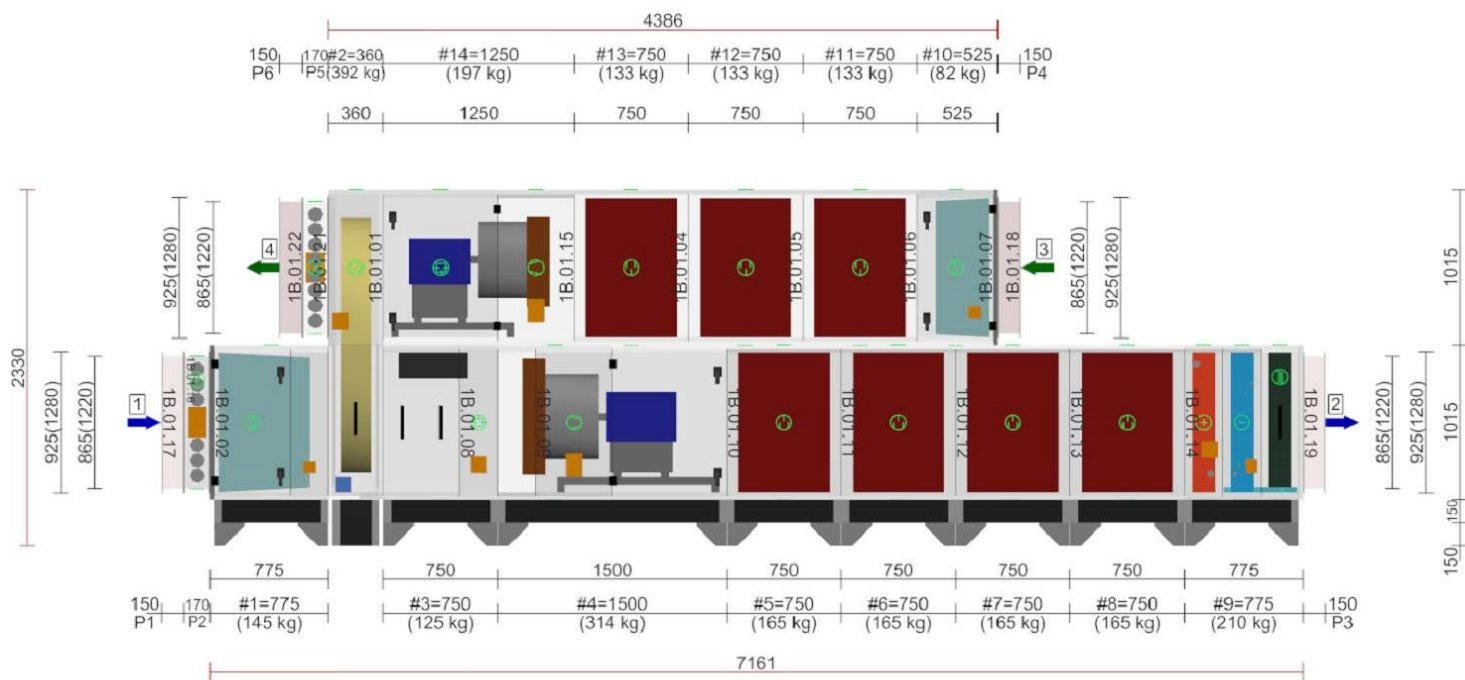 4386
150 170 #2=360 #14=1250 #13=750 #12=750 #11=750 #10=525 150
P6 P5 (392 kg) (197 kg) (133 kg) (133 kg) (133 kg) (82 kg) P4
360 1250 750 750 750 525
925(1280)
865(1220)
4
1B.01.22
1B.01.21
1B.01.01
1B.01.15
1B.01.04
1B.01.05
1B.01.06
1B.01.07
1B.01.18
3
865(1220)
925(1280)
1015
2330
925(1280)
865(1220)
1
1B.01.17
1B.01.02
1B.01.08
1B.01.09
1B.01.10
1B.01.11
1B.01.12
1B.01.13
1B.01.14
1B.01.19
2
865(1220)
925(1280)
1015
150
150
775 750 1500 750 750 750 750 775
150 170 #1=775 #3=750 #4=1500 #5=750 #6=750 #7=750 #8=750 #9=775 150
P1 P2 (145 kg) (125 kg) (314 kg) (165 kg) (165 kg) (165 kg) (165 kg) (210 kg) P3
7161